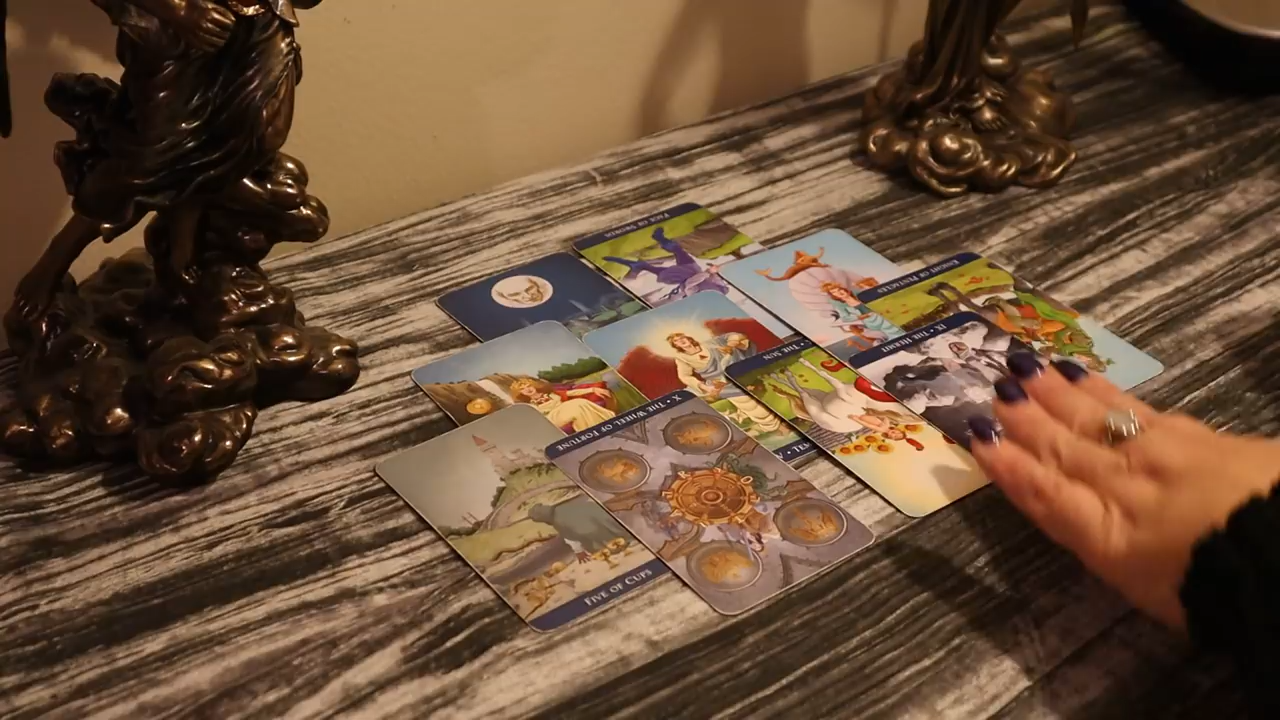 PAGE OF SWORDS
KNIGHT OF PENTACLES
IX • THE HERMIT
• THE SUN
X • THE WHEEL OF FORTUNE
FIVE OF CUPS